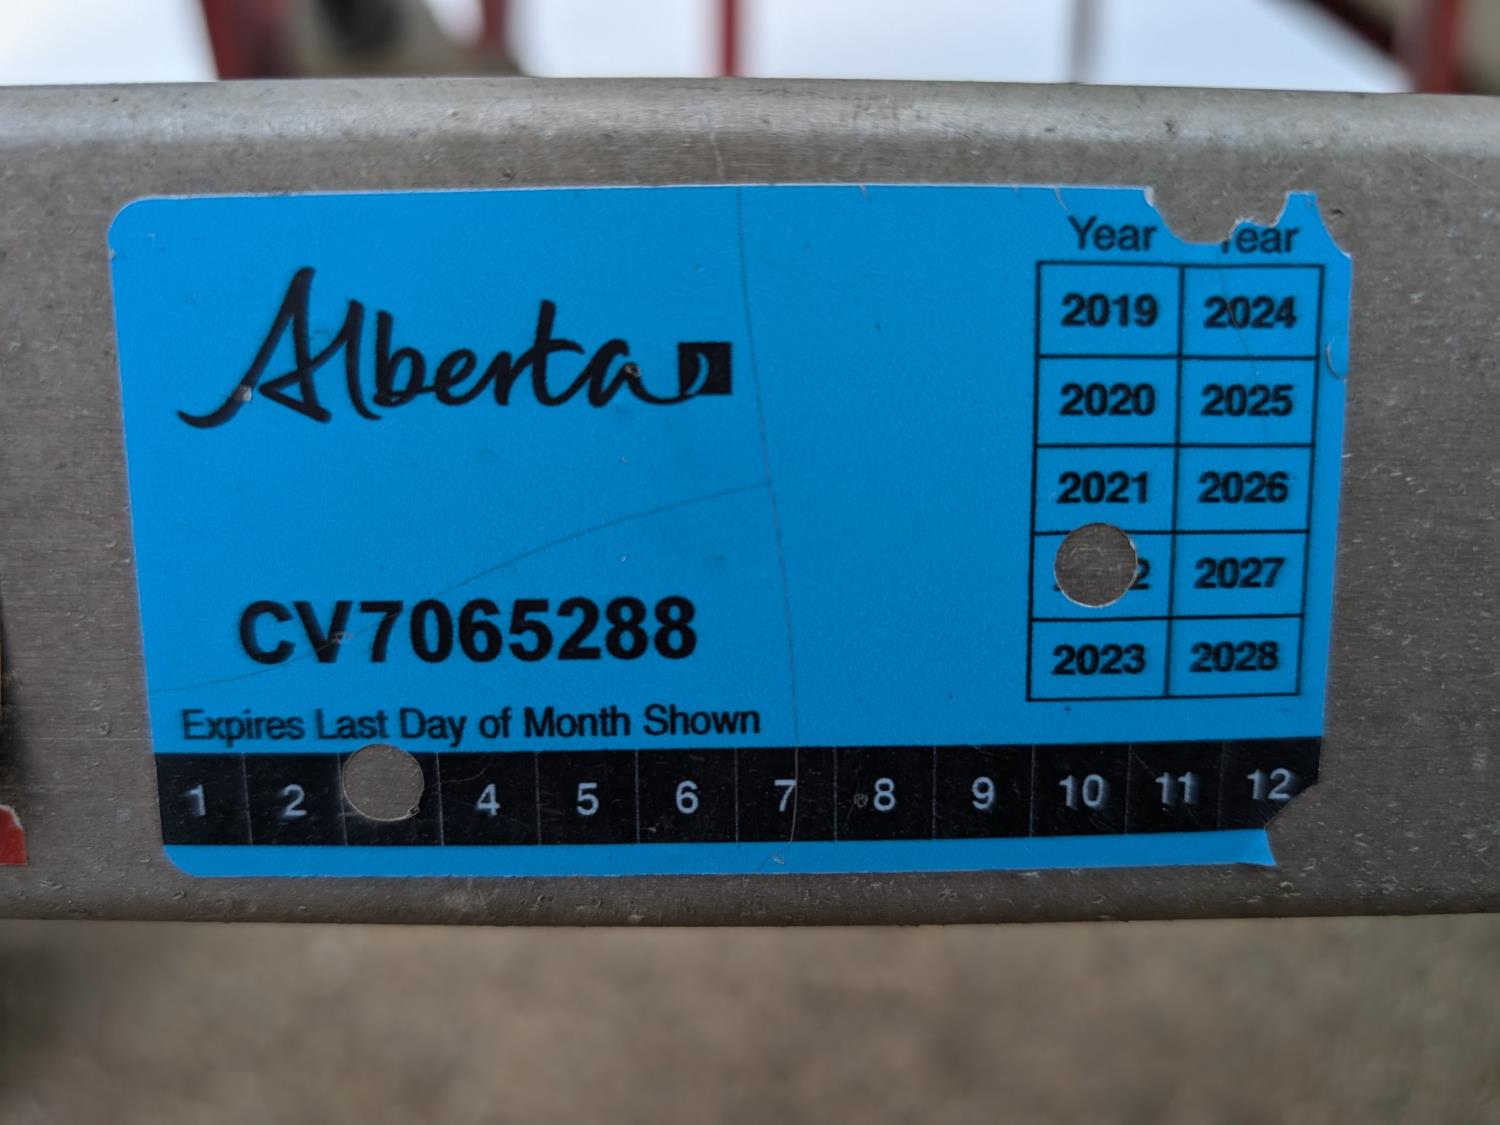 Alberta
Year
2019 2024
2020 2025
2021 2026
2027
2023 2028
CV7065288
Expires Last Day of Month Shown
1 2 4 5 6 7 8 9 10 11 12